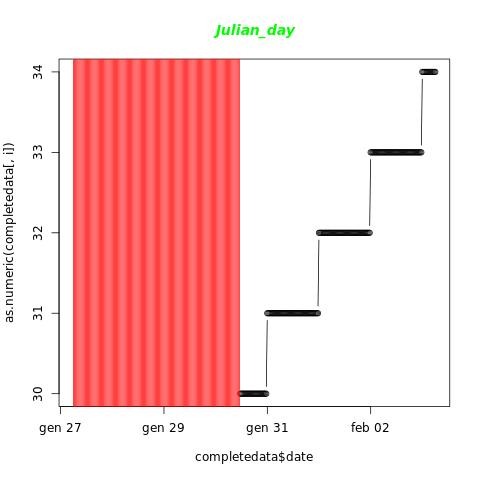 Julian_day
as.numeric(completedata[, i])
34
33
32
31
30
gen 27
gen 29
gen 31
feb 02
completedata$date